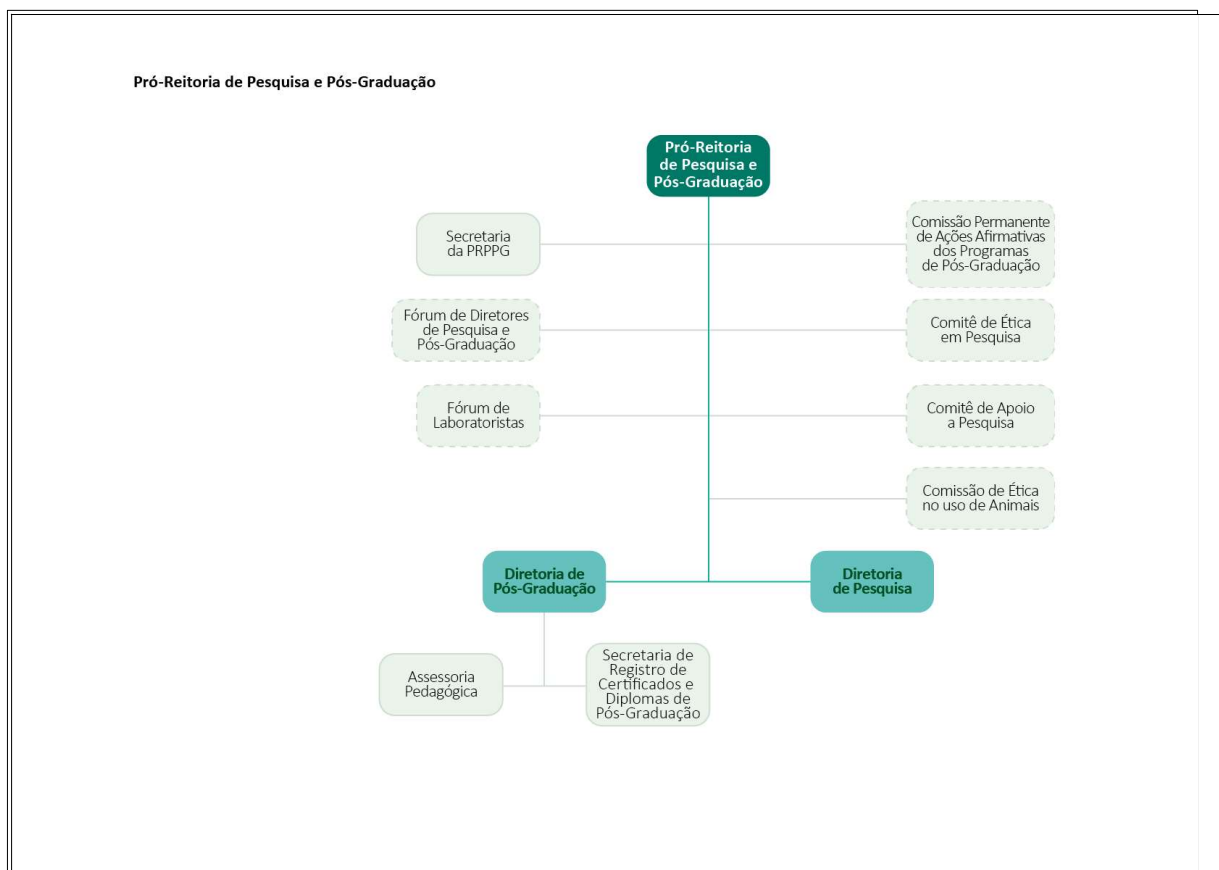 Pró-Reitoria de Pesquisa e Pós-Graduação
Pró-Reitoria
de Pesquisa e
Pós-Graduação
Secretaria
da PRPPG
Comissão Permanente
de Ações Afirmativas
dos Programas
de Pós-Graduação
Fórum de Diretores
de Pesquisa e
Pós-Graduação
Comitê de Ética
em Pesquisa
Fórum de
Laboratoristas
Comitê de Apoio
a Pesquisa
Comissão de Ética
no uso de Animais
Diretoria de
Pós-Graduação
Diretoria
de Pesquisa
Assessoria
Pedagógica
Secretaria de
Registro de
Certificados e
Diplomas de
Pós-Graduação